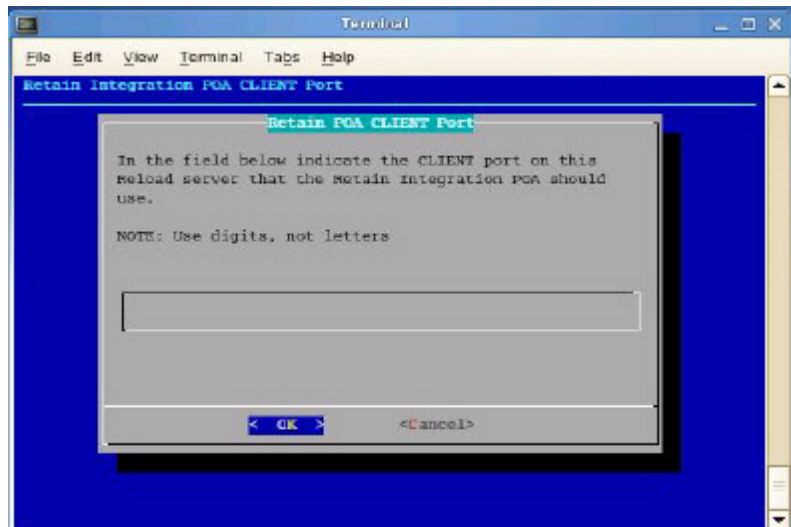 Terminal
File Edit View Terminal Tabs Help
Retain Integration POA CLIENT Port
Retain POA CLIENT Port
In the field below indicate the CLIENT port on this
Reload server that the Retain Integration POA should
use.
NOTE: Use digits, not letters
< OK > <Cancel>